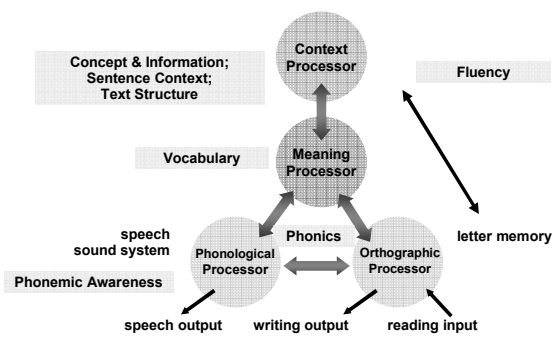 Context
Processor
Concept & Information;
Sentence Context;
Text Structure
Fluency
Vocabulary
Meaning
Processor
speech
sound system
Phonological
Processor
Phonics
Orthographic
Processor
letter memory
Phonemic Awareness
speech output
writing output
reading input